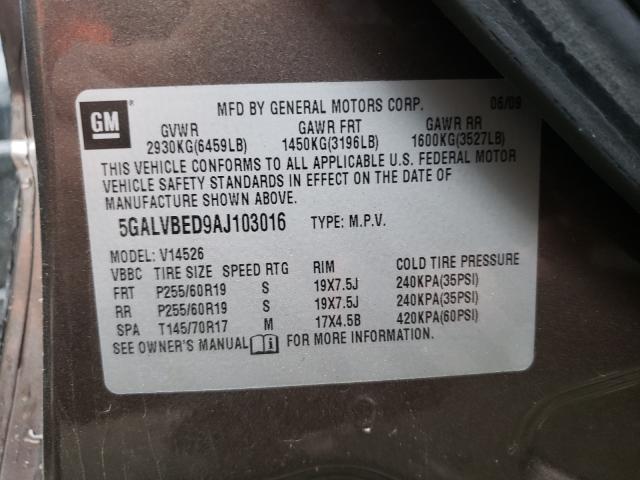 GM
MFD BY GENERAL MOTORS CORP. 06/09
GVWR GAWR FRT GAWR RR
2930KG(6459LB) 1450KG(3196LB) 1600KG(3527LB)
THIS VEHICLE CONFORMS TO ALL APPLICABLE U.S. FEDERAL MOTOR
VEHICLE SAFETY STANDARDS IN EFFECT ON THE DATE OF
MANUFACTURE SHOWN ABOVE.
5GALVBED9AJ103016 TYPE: M.P.V.
MODEL: V14526
VBBC TIRE SIZE SPEED RTG RIM COLD TIRE PRESSURE
FRT P255/60R19 S 19X7.5J 240KPA(35PSI)
RR P255/60R19 S 19X7.5J 240KPA(35PSI)
SPA T145/70R17 M 17X4.5B 420KPA(60PSI)
SEE OWNER'S MANUAL i FOR MORE INFORMATION.